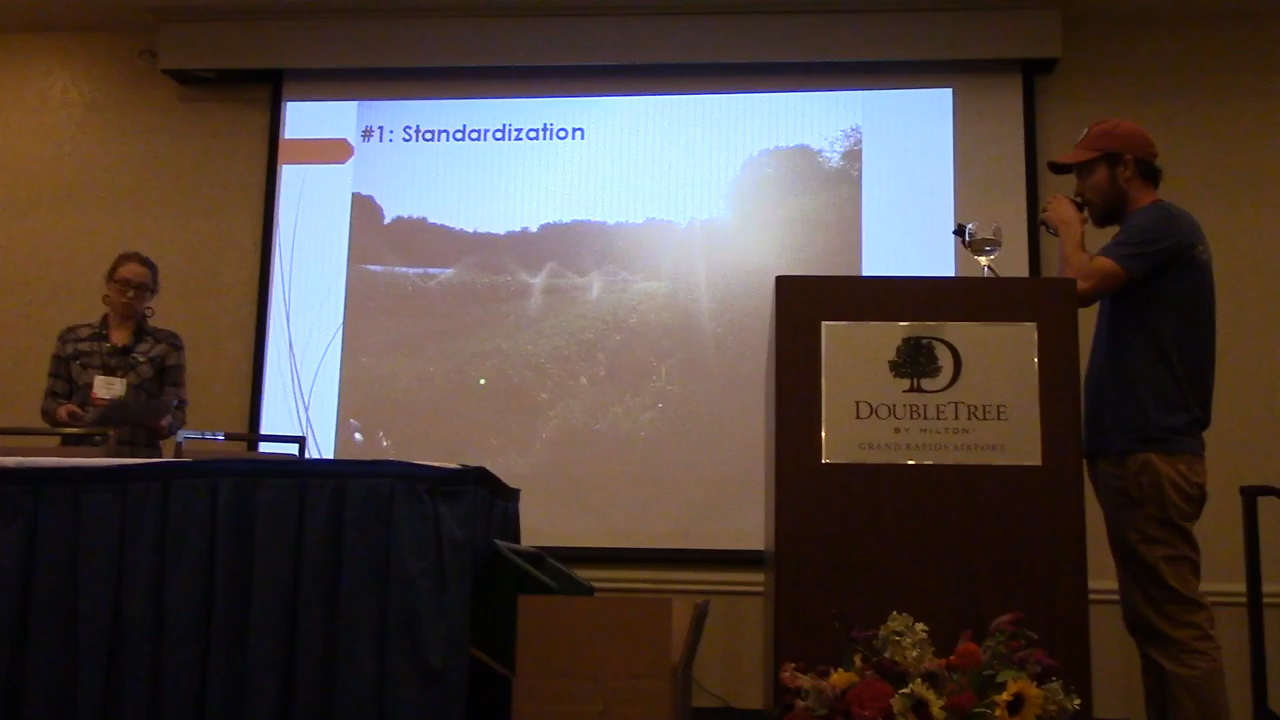 #1: Standardization
DOUBLETREE
BY HILTON
GRAND RAPIDS AIRPORT